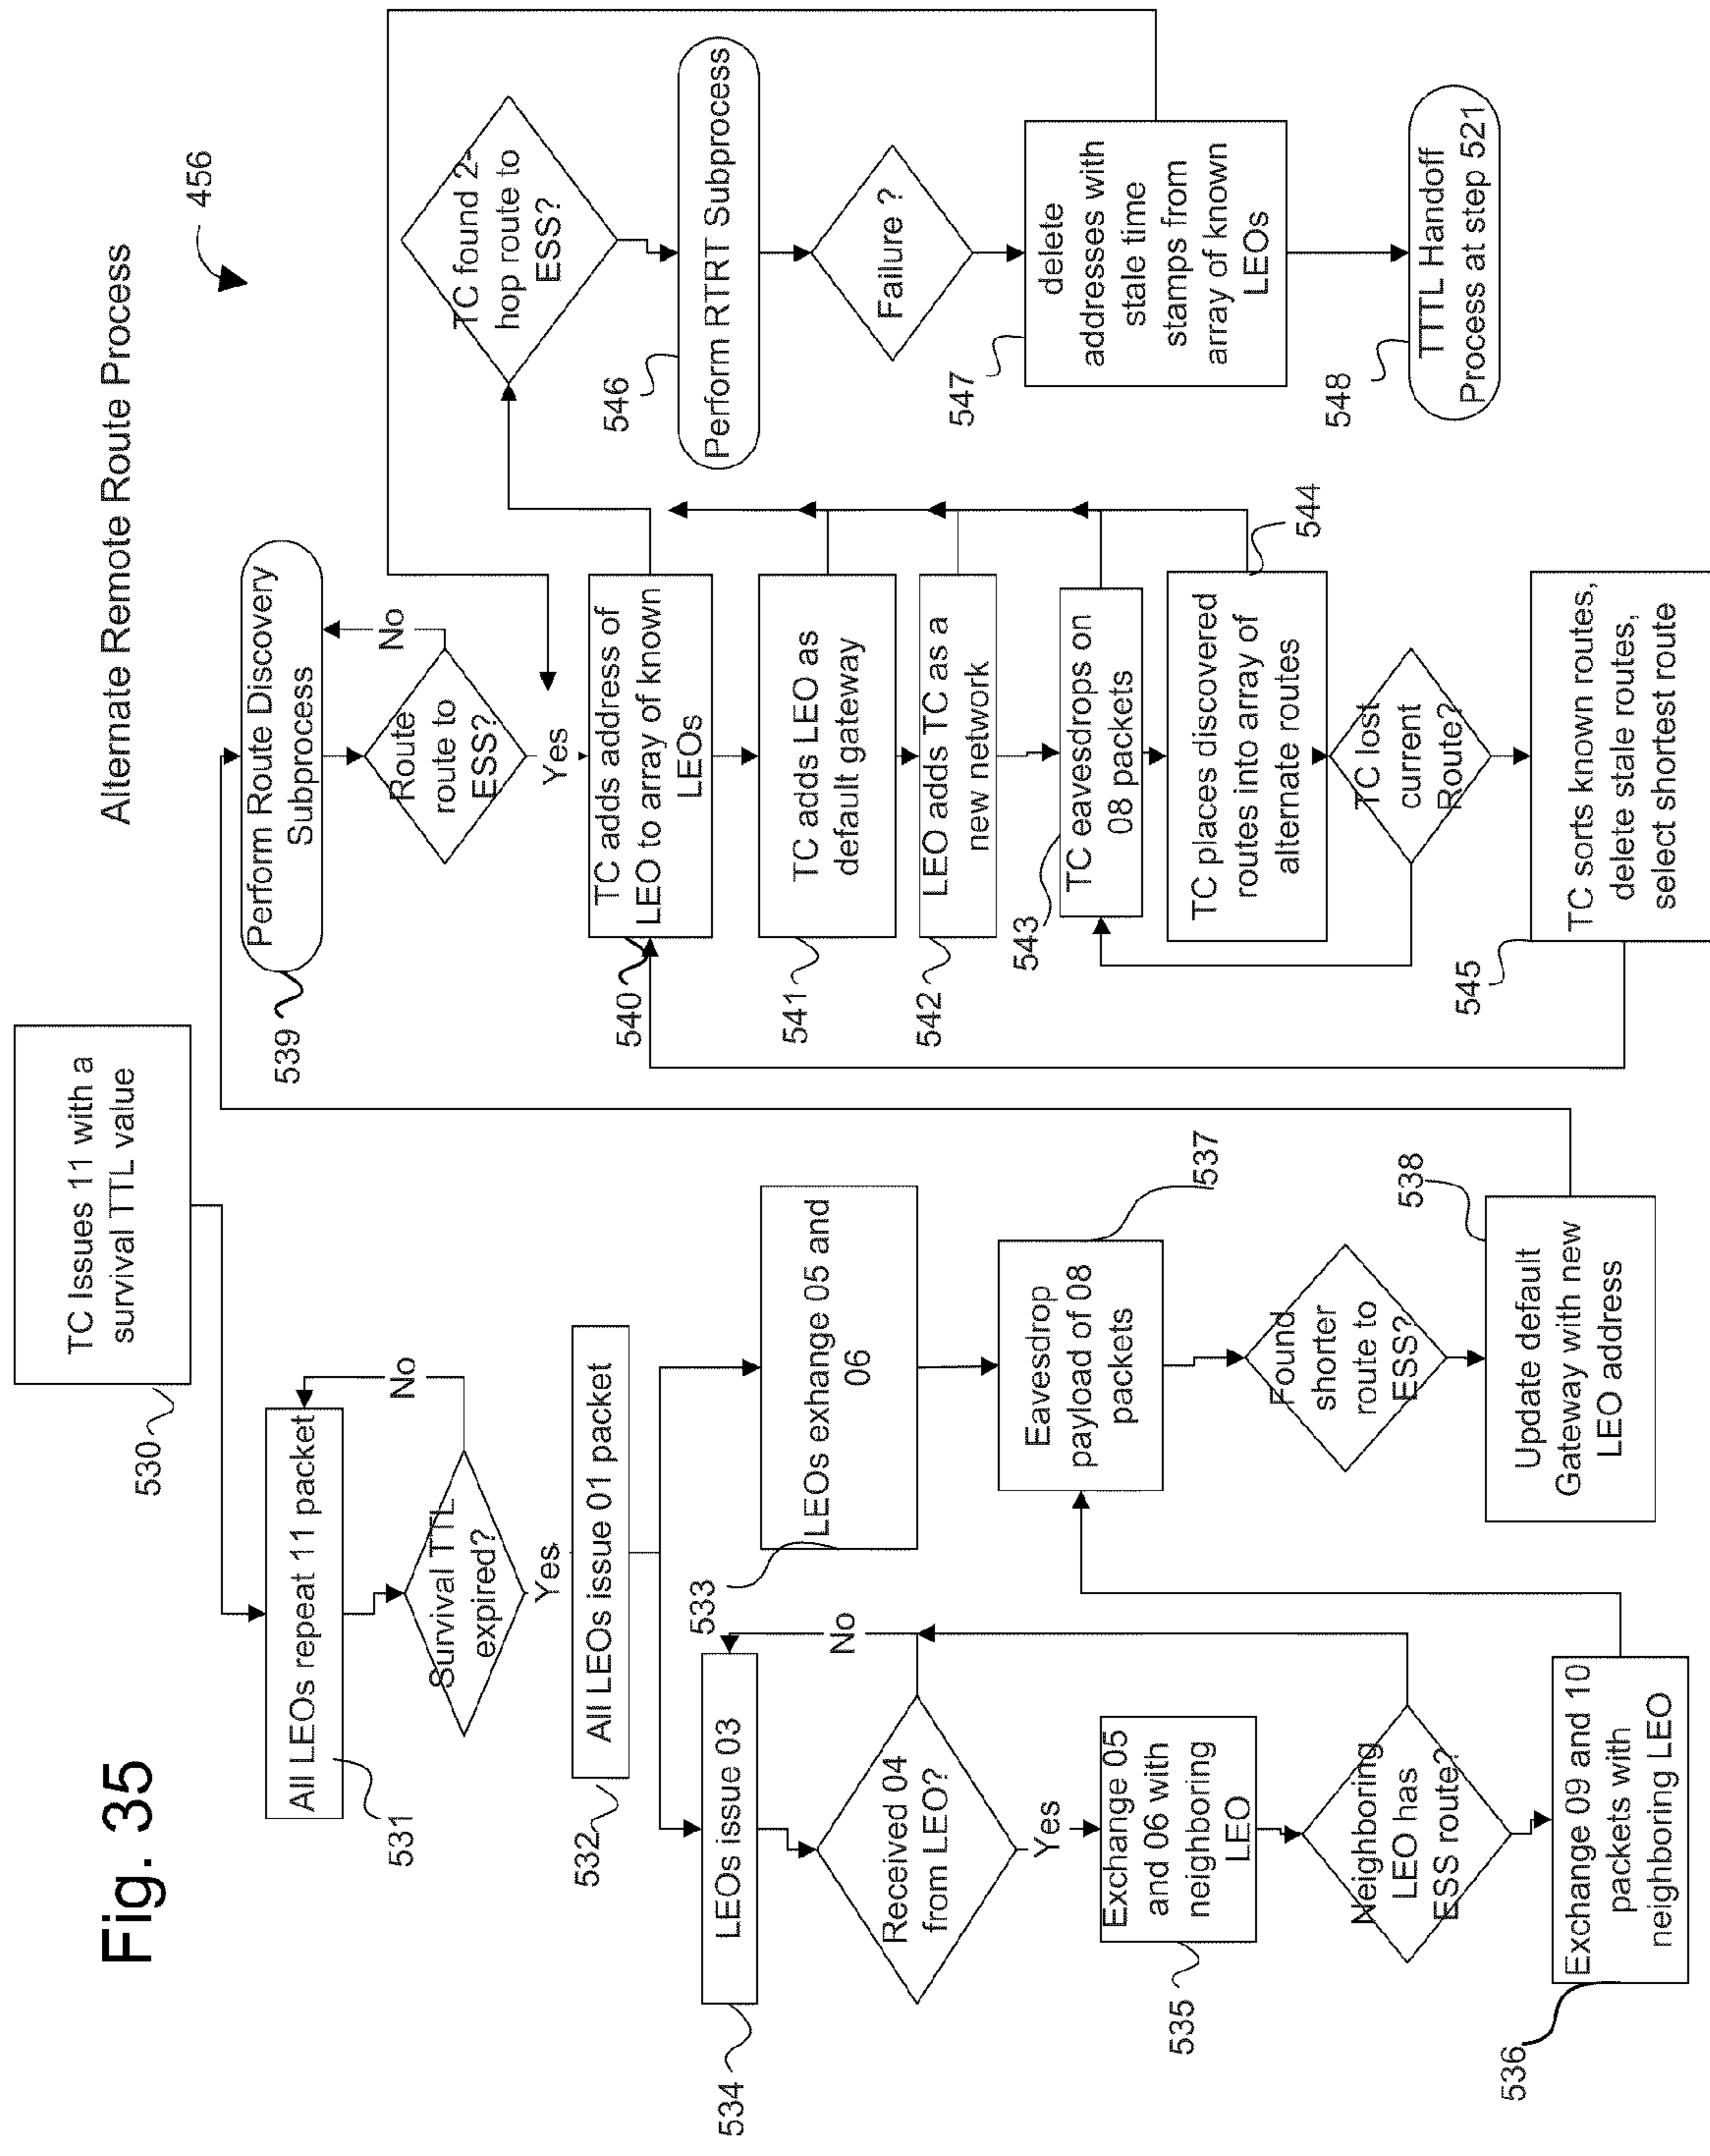 Fig. 35
Alternate Remote Route Process
456
TC Issues 11 with a
survival TTL value
530
All LEOs repeat 11 packet
531
No
Survival TTL
expired?
Yes
All LEOs issue 01 packet
532
LEOs exhange 05 and
06
533
LEOs issue 03
534
No
Received 04
from LEO?
Yes
Exchange 05
and 06 with
neighboring
LEO
535
Neighboring
LEO has
ESS route?
Exchange 09 and 10
packets with
neighboring LEO
536
Eavesdrop
payload of 08
packets
537
Found
shorter
route to
ESS?
Update default
Gateway with new
LEO address
538
Perform Route Discovery
Subprocess
539
No
Route
route to
ESS?
Yes
TC adds address of
LEO to array of known
LEOs
540
TC adds LEO as
default gateway
541
LEO adds TC as a
new network
542
TC eavesdrops on
08 packets
543
TC places discovered
routes into array of
alternate routes
544
TC lost
current
Route?
TC sorts known routes,
delete stale routes,
select shortest route
545
TC found 2-
hop route to
ESS?
Perform RTRT Subprocess
546
Failure ?
delete
addresses with
stale time
stamps from
array of known
LEOs
547
TTTL Handoff
Process at step 521
548